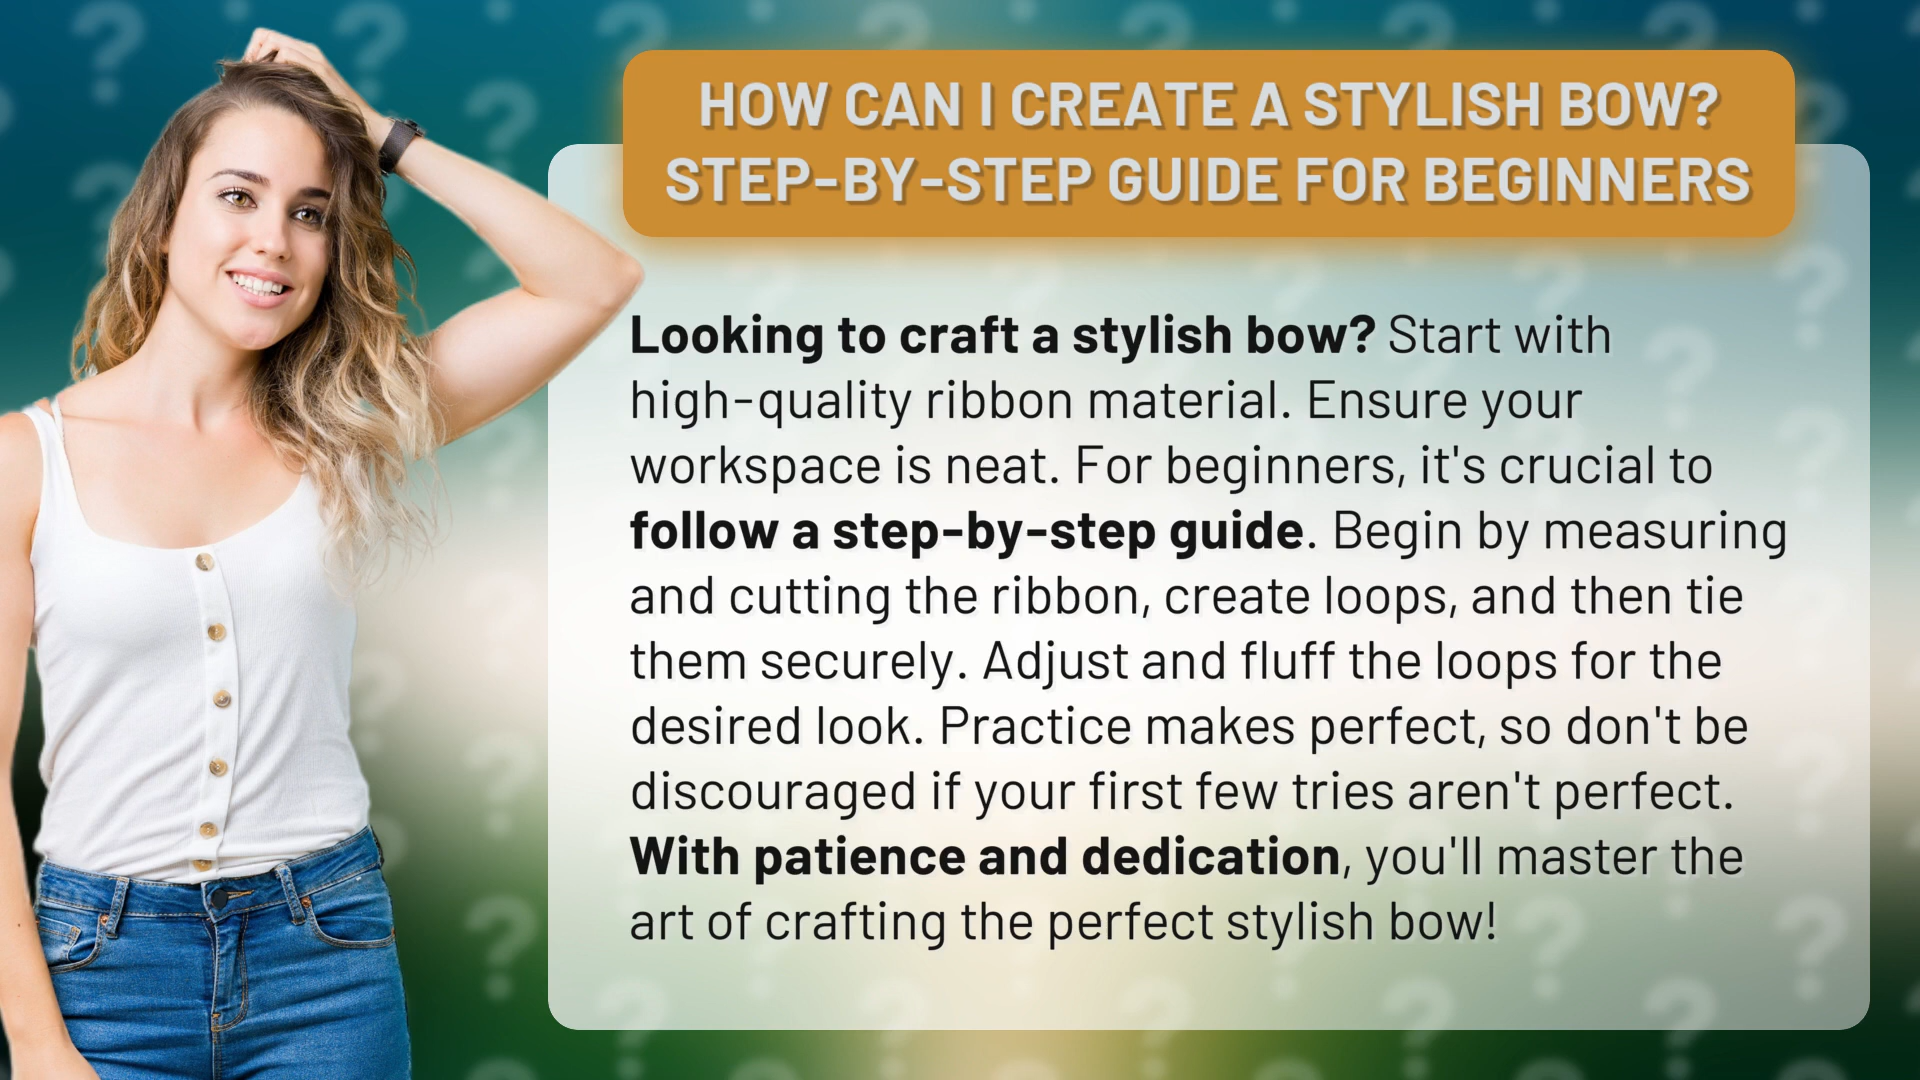 HOW CAN I CREATE A STYLISH BOW?
STEP-BY-STEP GUIDE FOR BEGINNERS
Looking to craft a stylish bow? Start with
high-quality ribbon material. Ensure your
workspace is neat. For beginners, it's crucial to
follow a step-by-step guide. Begin by measuring
and cutting the ribbon, create loops, and then tie
them securely. Adjust and fluff the loops for the
desired look. Practice makes perfect, so don't be
discouraged if your first few tries aren't perfect.
With patience and dedication, you'll master the
art of crafting the perfect stylish bow!